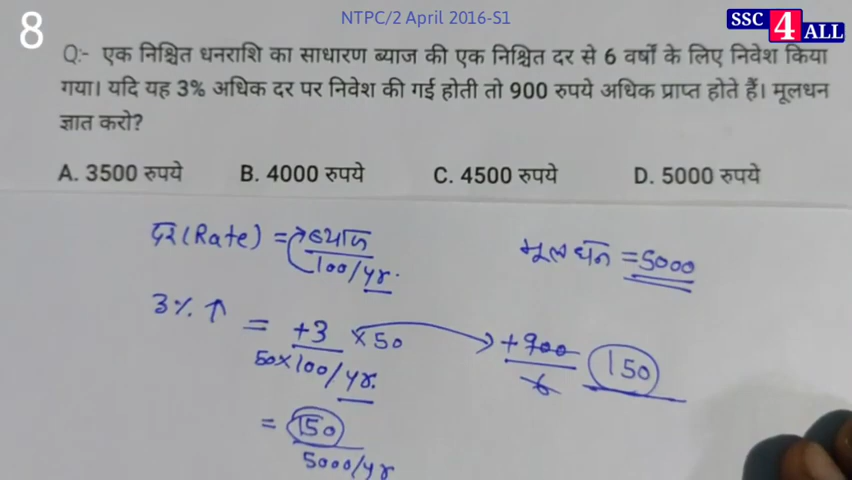 8
NTPC/2 April 2016-S1
SSC 4 ALL
Q:- एक निश्चित धनराशि का साधारण ब्याज की एक निश्चित दर से 6 वर्षों के लिए निवेश किया
गया। यदि यह 3% अधिक दर पर निवेश की गई होती तो 900 रुपये अधिक प्राप्त होते हैं। मूलधन
ज्ञात करो?
A. 3500 रुपये B. 4000 रुपये C. 4500 रुपये D. 5000 रुपये
दर (Rate) = ब्याज
100/yr.
मूलधन = 5000
3% ↑ = +3 × 50
50×100/yr.
+900
6
150
= 150
5000/yr